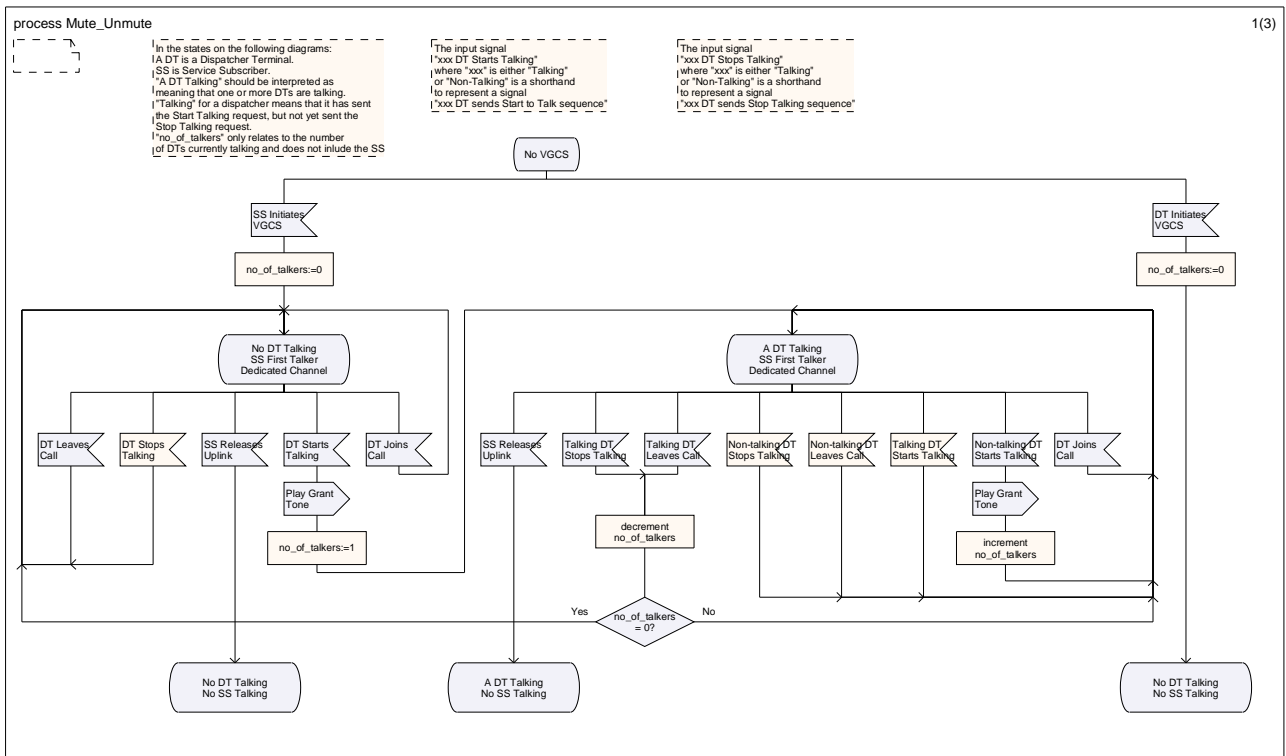 process Mute_Unmute
1(3)
In the states on the following diagrams:
A DT is a Dispatcher Terminal.
SS is Service Subscriber.
"A DT Talking" should be interpreted as
meaning that one or more DTs are talking.
"Talking" for a dispatcher means that it has sent
the Start Talking request, but not yet sent the
Stop Talking request.
"no_of_talkers" only relates to the number
of DTs currently talking and does not inlude the SS
The input signal
"xxx DT Starts Talking"
where "xxx" is either "Talking"
or "Non-Talking" is a shorthand
to represent a signal
"xxx DT sends Start to Talk sequence"
The input signal
"xxx DT Stops Talking"
where "xxx" is either "Talking"
or "Non-Talking" is a shorthand
to represent a signal
"xxx DT sends Stop Talking sequence"
No VGCS
SS Initiates
VGCS
DT Initiates
VGCS
no_of_talkers:=0
no_of_talkers:=0
No DT Talking
SS First Talker
Dedicated Channel
A DT Talking
SS First Talker
Dedicated Channel
DT Leaves
Call
DT Stops
Talking
SS Releases
Uplink
DT Starts
Talking
DT Joins
Call
SS Releases
Uplink
Talking DT
Stops Talking
Talking DT
Leaves Call
Non-talking DT
Stops Talking
Non-talking DT
Leaves Call
Talking DT
Starts Talking
Non-talking DT
Starts Talking
DT Joins
Call
Play Grant
Tone
Play Grant
Tone
no_of_talkers:=1
decrement
no_of_talkers
increment
no_of_talkers
Yes
no_of_talkers
= 0?
No
No DT Talking
No SS Talking
A DT Talking
No SS Talking
No DT Talking
No SS Talking